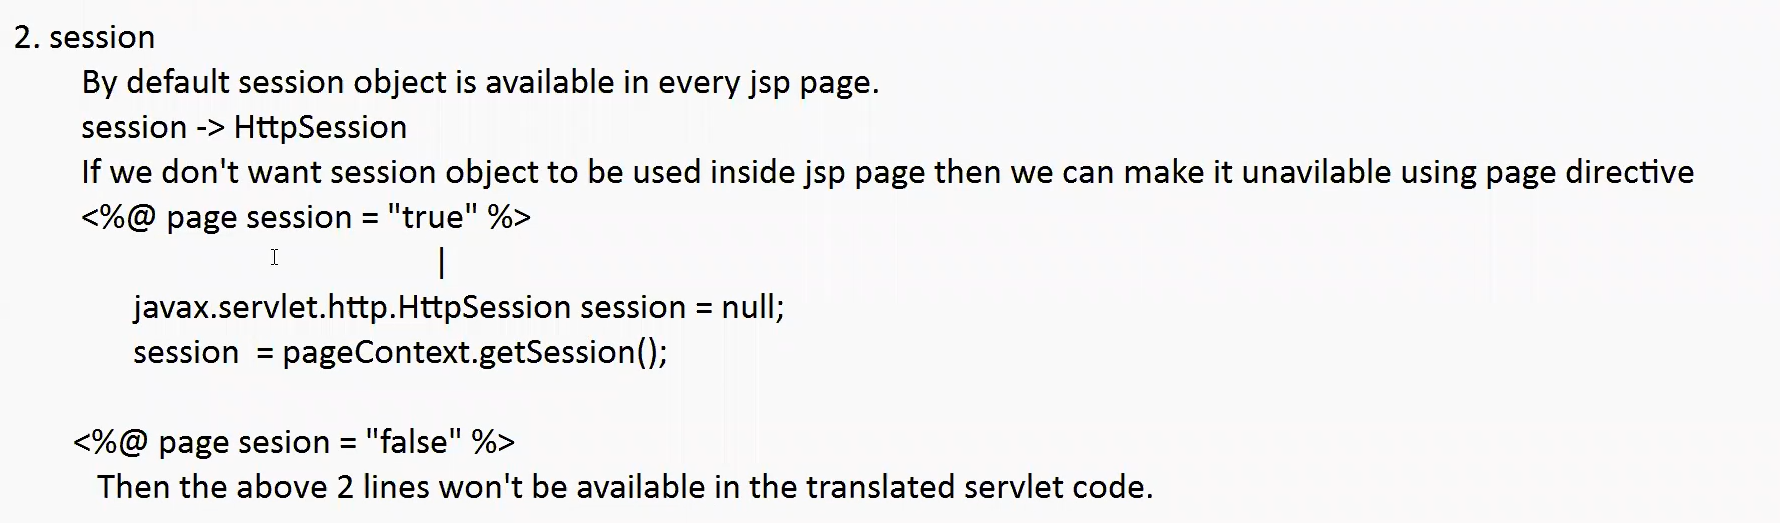 2. session
By default session object is available in every jsp page.
session -> HttpSession
If we don't want session object to be used inside jsp page then we can make it unavilable using page directive
<%@ page session = "true" %>
|
javax.servlet.http.HttpSession session = null;
session  = pageContext.getSession();
<%@ page sesion = "false" %>
Then the above 2 lines won't be available in the translated servlet code.